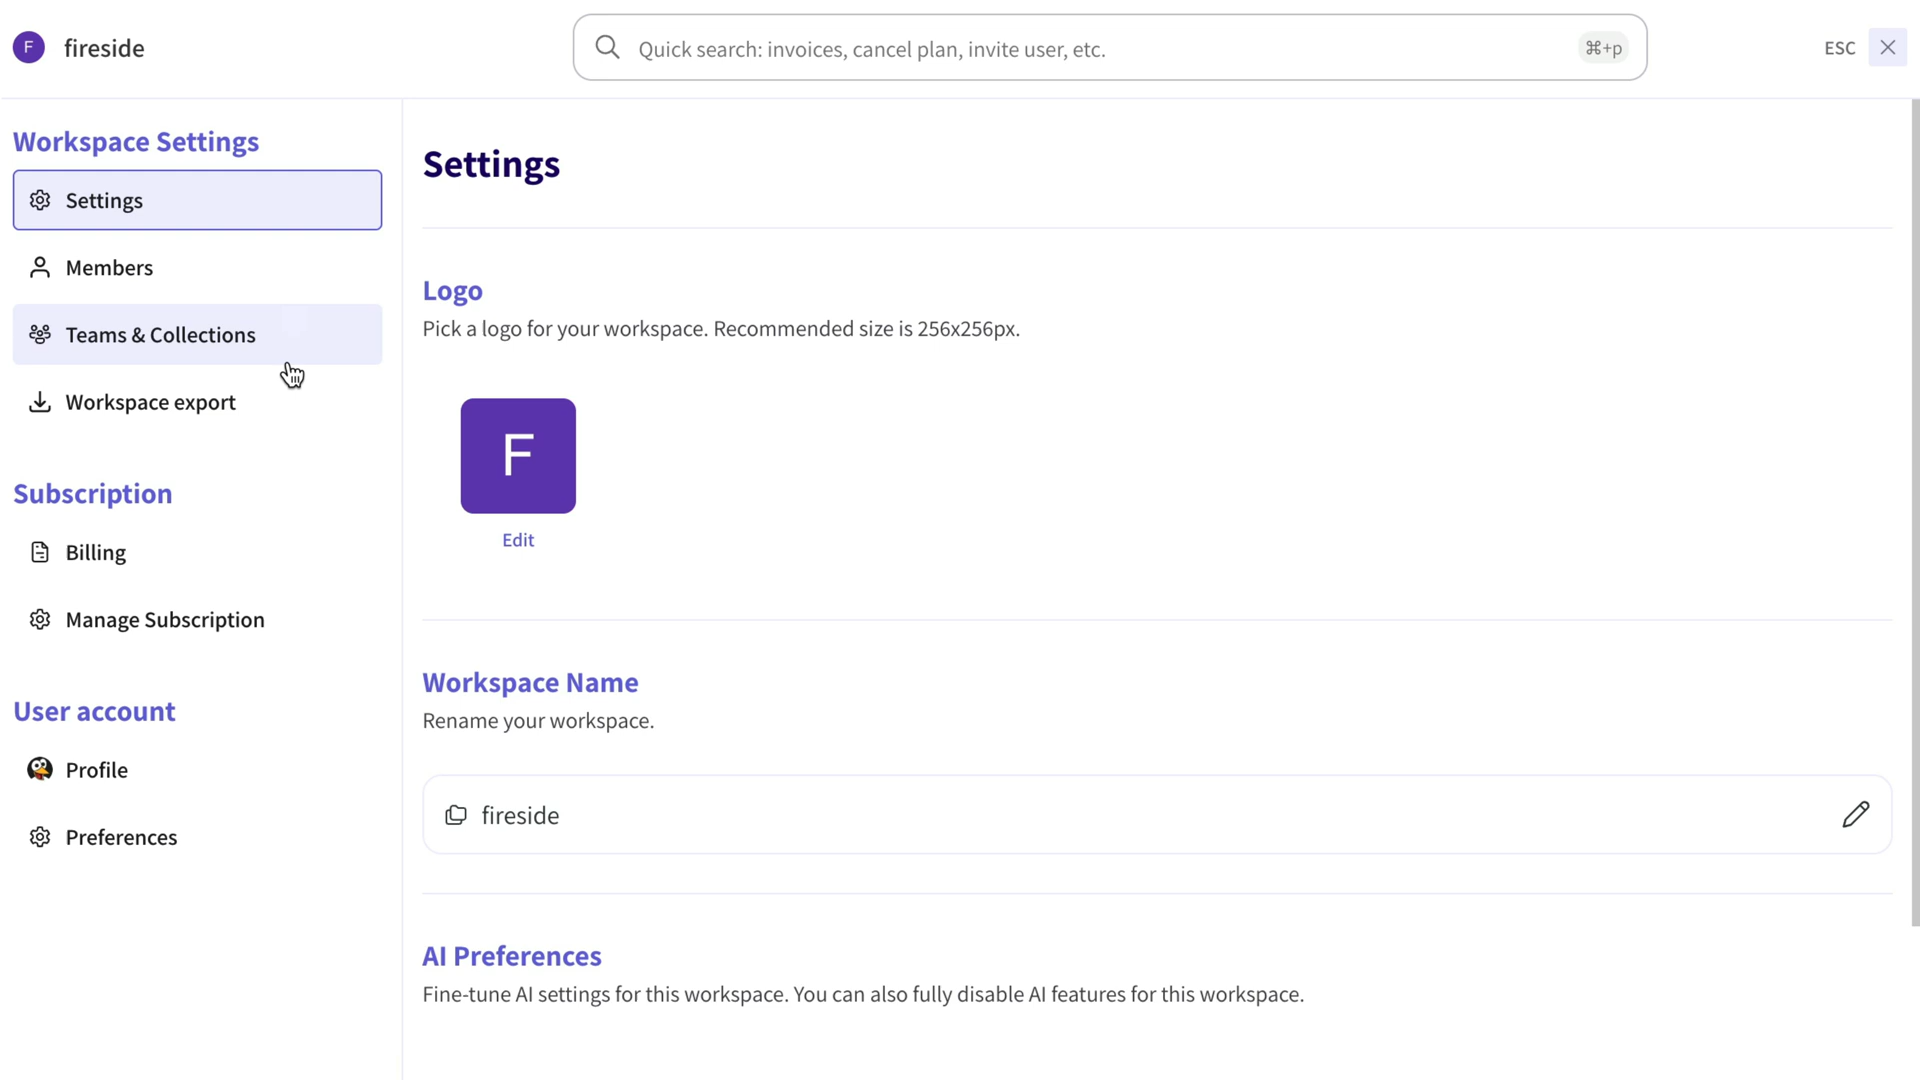 F fireside
Quick search: invoices, cancel plan, invite user, etc. ⌘+p
ESC
Workspace Settings
Settings
Members
Teams & Collections
Workspace export
Subscription
Billing
Manage Subscription
User account
Profile
Preferences
Settings
Logo
Pick a logo for your workspace. Recommended size is 256x256px.
F
Edit
Workspace Name
Rename your workspace.
fireside
AI Preferences
Fine-tune AI settings for this workspace. You can also fully disable AI features for this workspace.